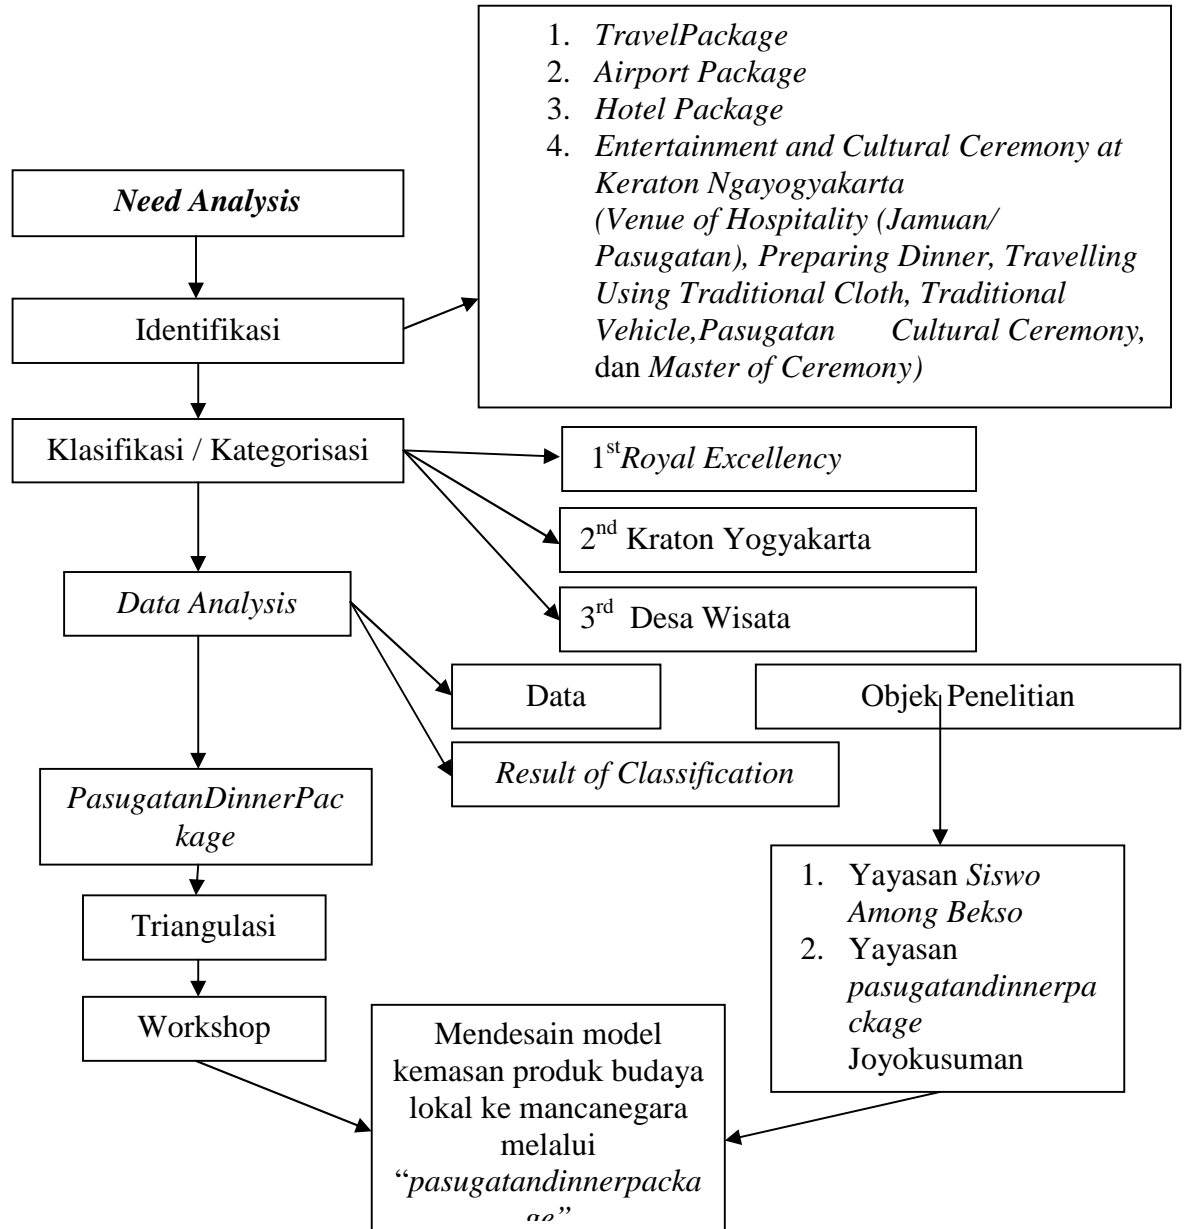 1. TravelPackage
2. Airport Package
3. Hotel Package
4. Entertainment and Cultural Ceremony at
Keraton Ngayogyakarta
(Venue of Hospitality (Jamuan/
Pasugatan), Preparing Dinner, Travelling
Using Traditional Cloth, Traditional
Vehicle,Pasugatan Cultural Ceremony,
dan Master of Ceremony)
Need Analysis
Identifikasi
Klasifikasi / Kategorisasi
1st Royal Excellency
2nd Kraton Yogyakarta
3rd Desa Wisata
Data Analysis
Data
Result of Classification
Objek Penelitian
PasugatanDinnerPac
kage
Triangulasi
Workshop
1. Yayasan Siswo
Among Bekso
2. Yayasan
pasugatandinnerpa
ckage
Joyokusuman
Mendesain model
kemasan produk budaya
lokal ke mancanegara
melalui
“pasugatandinnerpacka
ge”